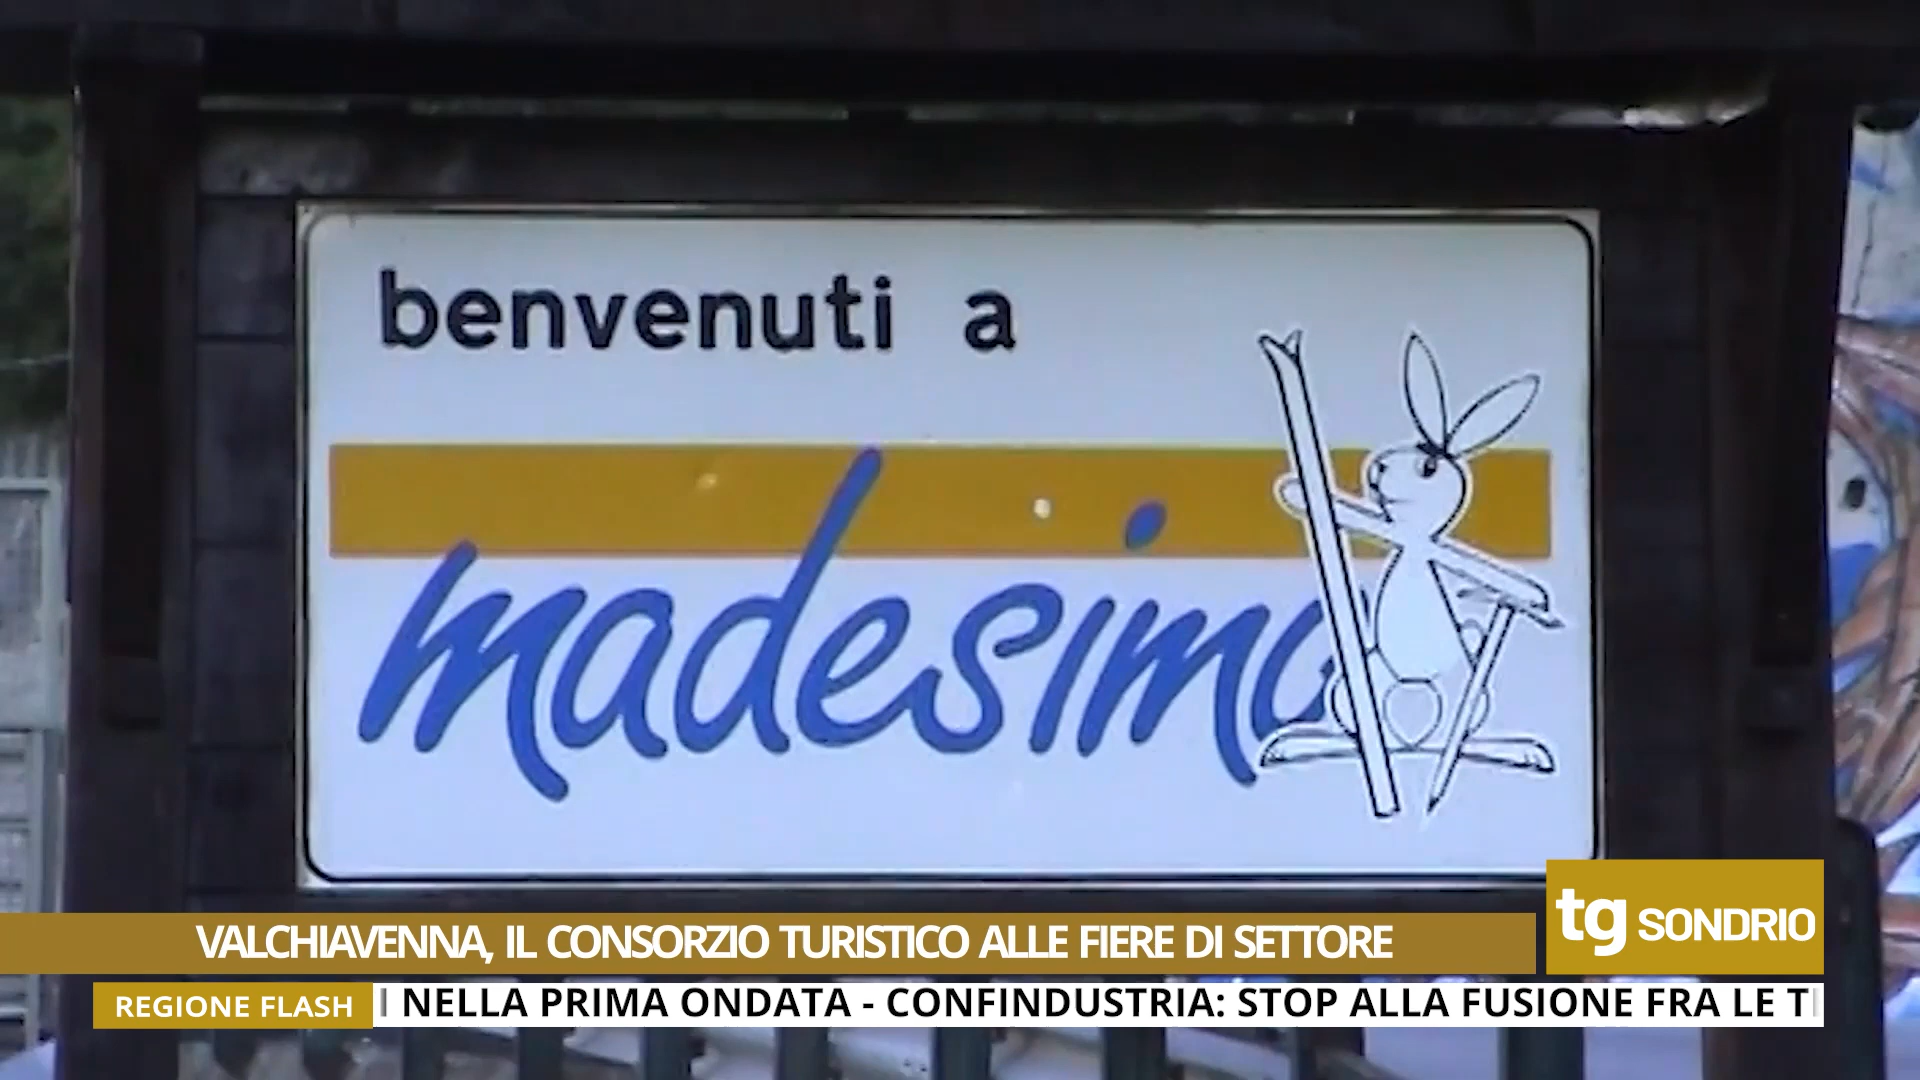 benvenuti a
madesimo
VALCHIAVENNA, IL CONSORZIO TURISTICO ALLE FIERE DI SETTORE
tg SONDRIO
REGIONE FLASH
NELLA PRIMA ONDATA - CONFINDUSTRIA: STOP ALLA FUSIONE FRA LE